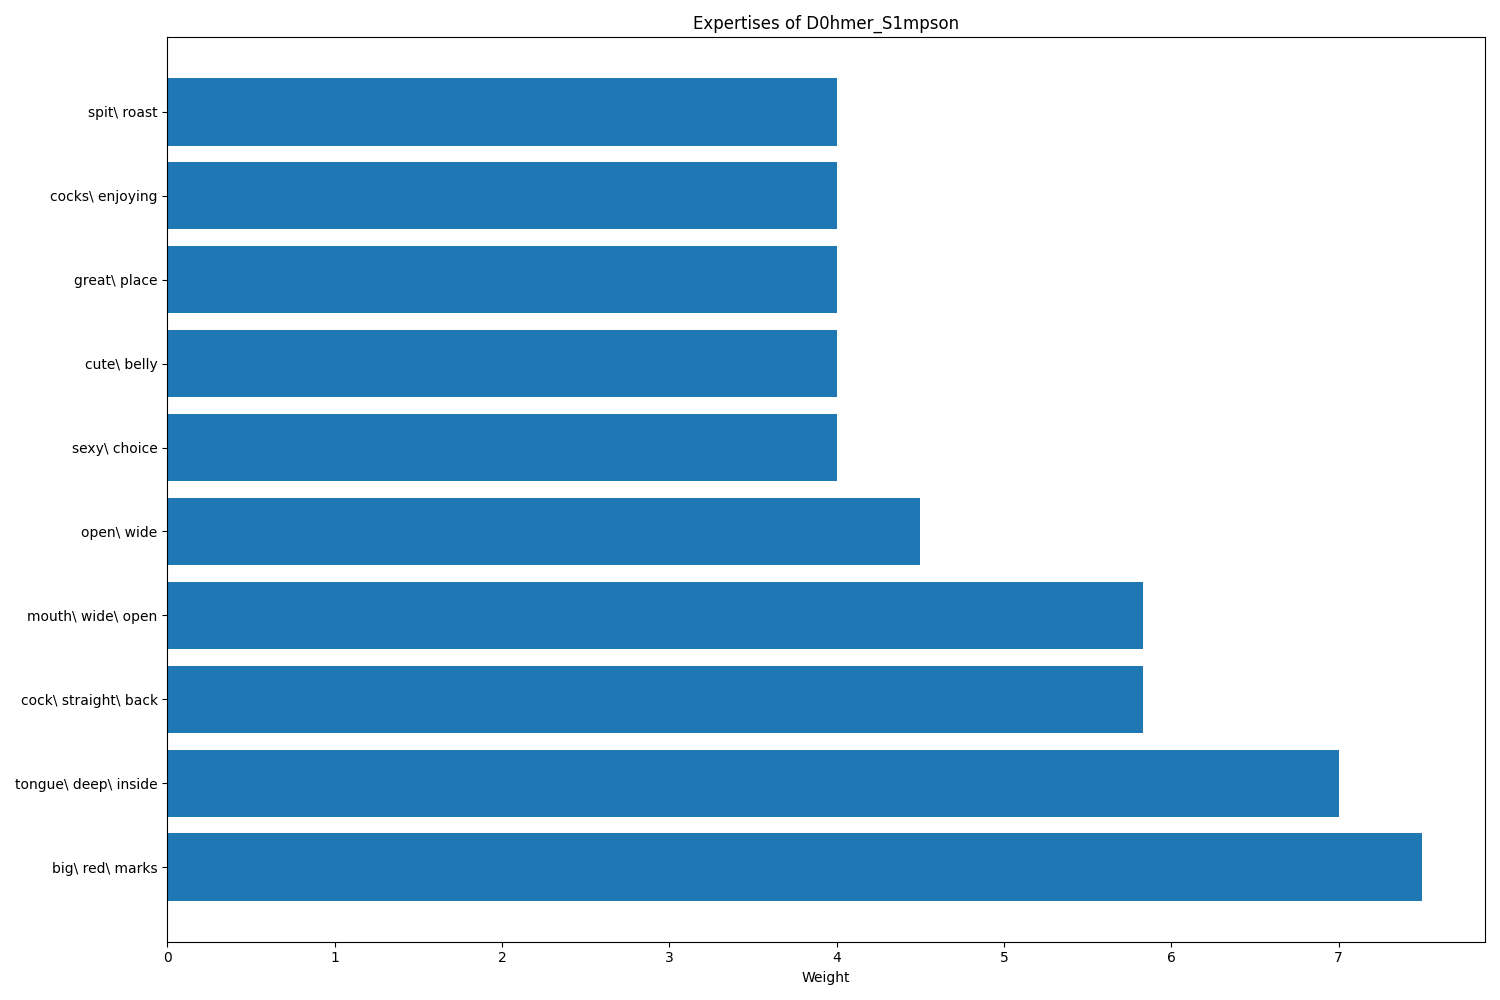 Expertises of D0hmer_S1mpson
spit\ roast
cocks\ enjoying
great\ place
cute\ belly
sexy\ choice
open\ wide
mouth\ wide\ open
cock\ straight\ back
tongue\ deep\ inside
big\ red\ marks
0 1 2 3 4 5 6 7
Weight